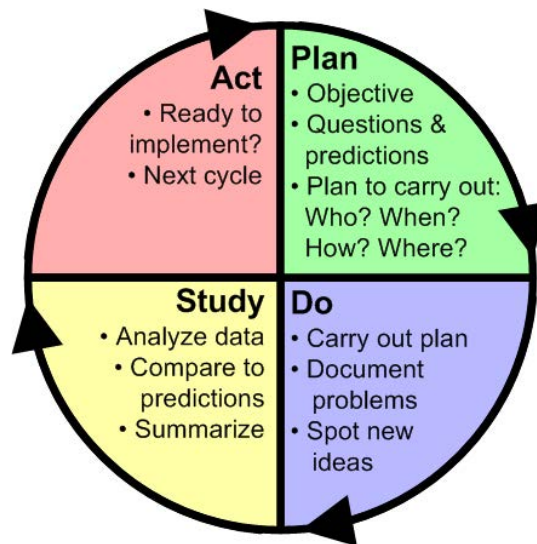 Plan
• Objective
• Questions &
predictions
• Plan to carry out:
Who? When?
How? Where?
Do
• Carry out plan
• Document
problems
• Spot new
ideas
Study
• Analyze data
• Compare to
predictions
• Summarize
Act
• Ready to
implement?
• Next cycle